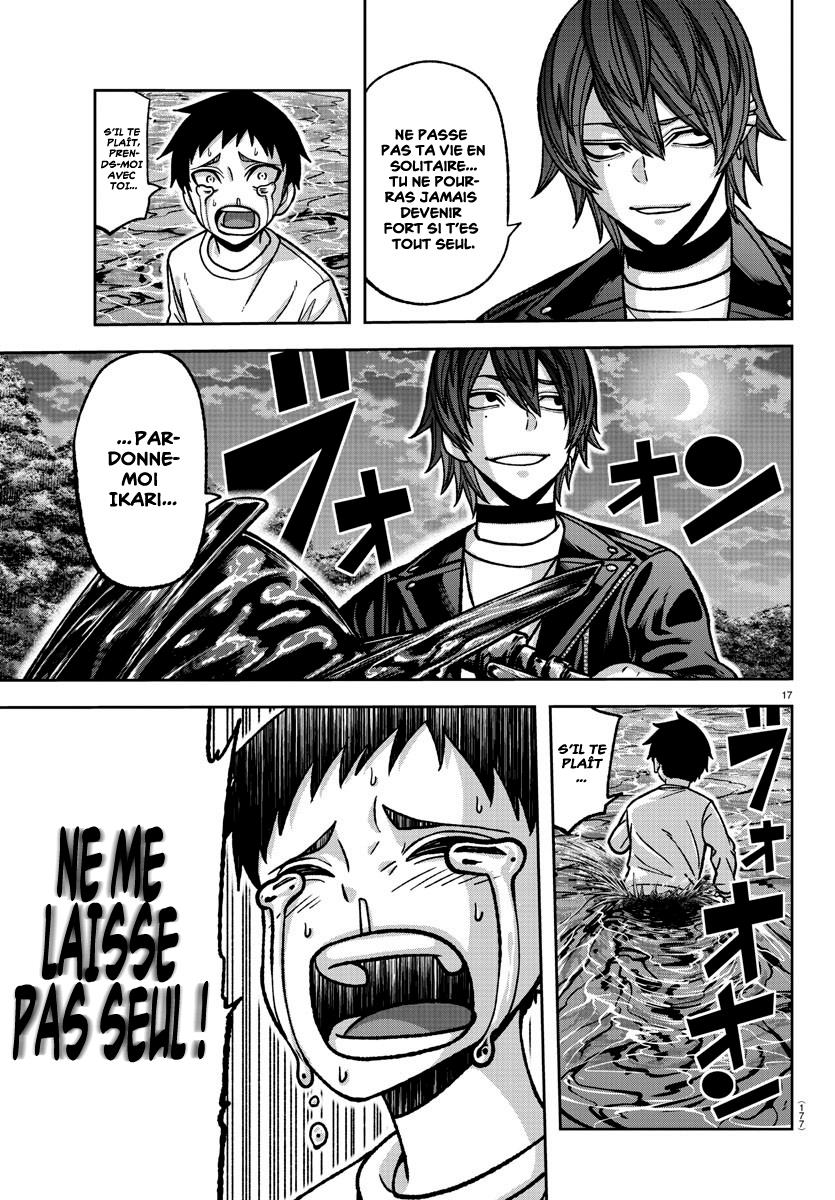 NE PASSE
PAS TA VIE EN
SOLITAIRE...
TU NE POUR-
RAS JAMAIS
DEVENIR
FORT SI T'ES
TOUT SEUL.
S'IL TE
PLAÎT,
PREN-
DS-MOI
AVEC
TOI...
...PAR-
DONNE-
MOI
IKARI...
ブォオン
17
S'IL TE
PLAÎT
...
ブォオオン
NE ME
LAISSE
PAS SEUL !
(177)